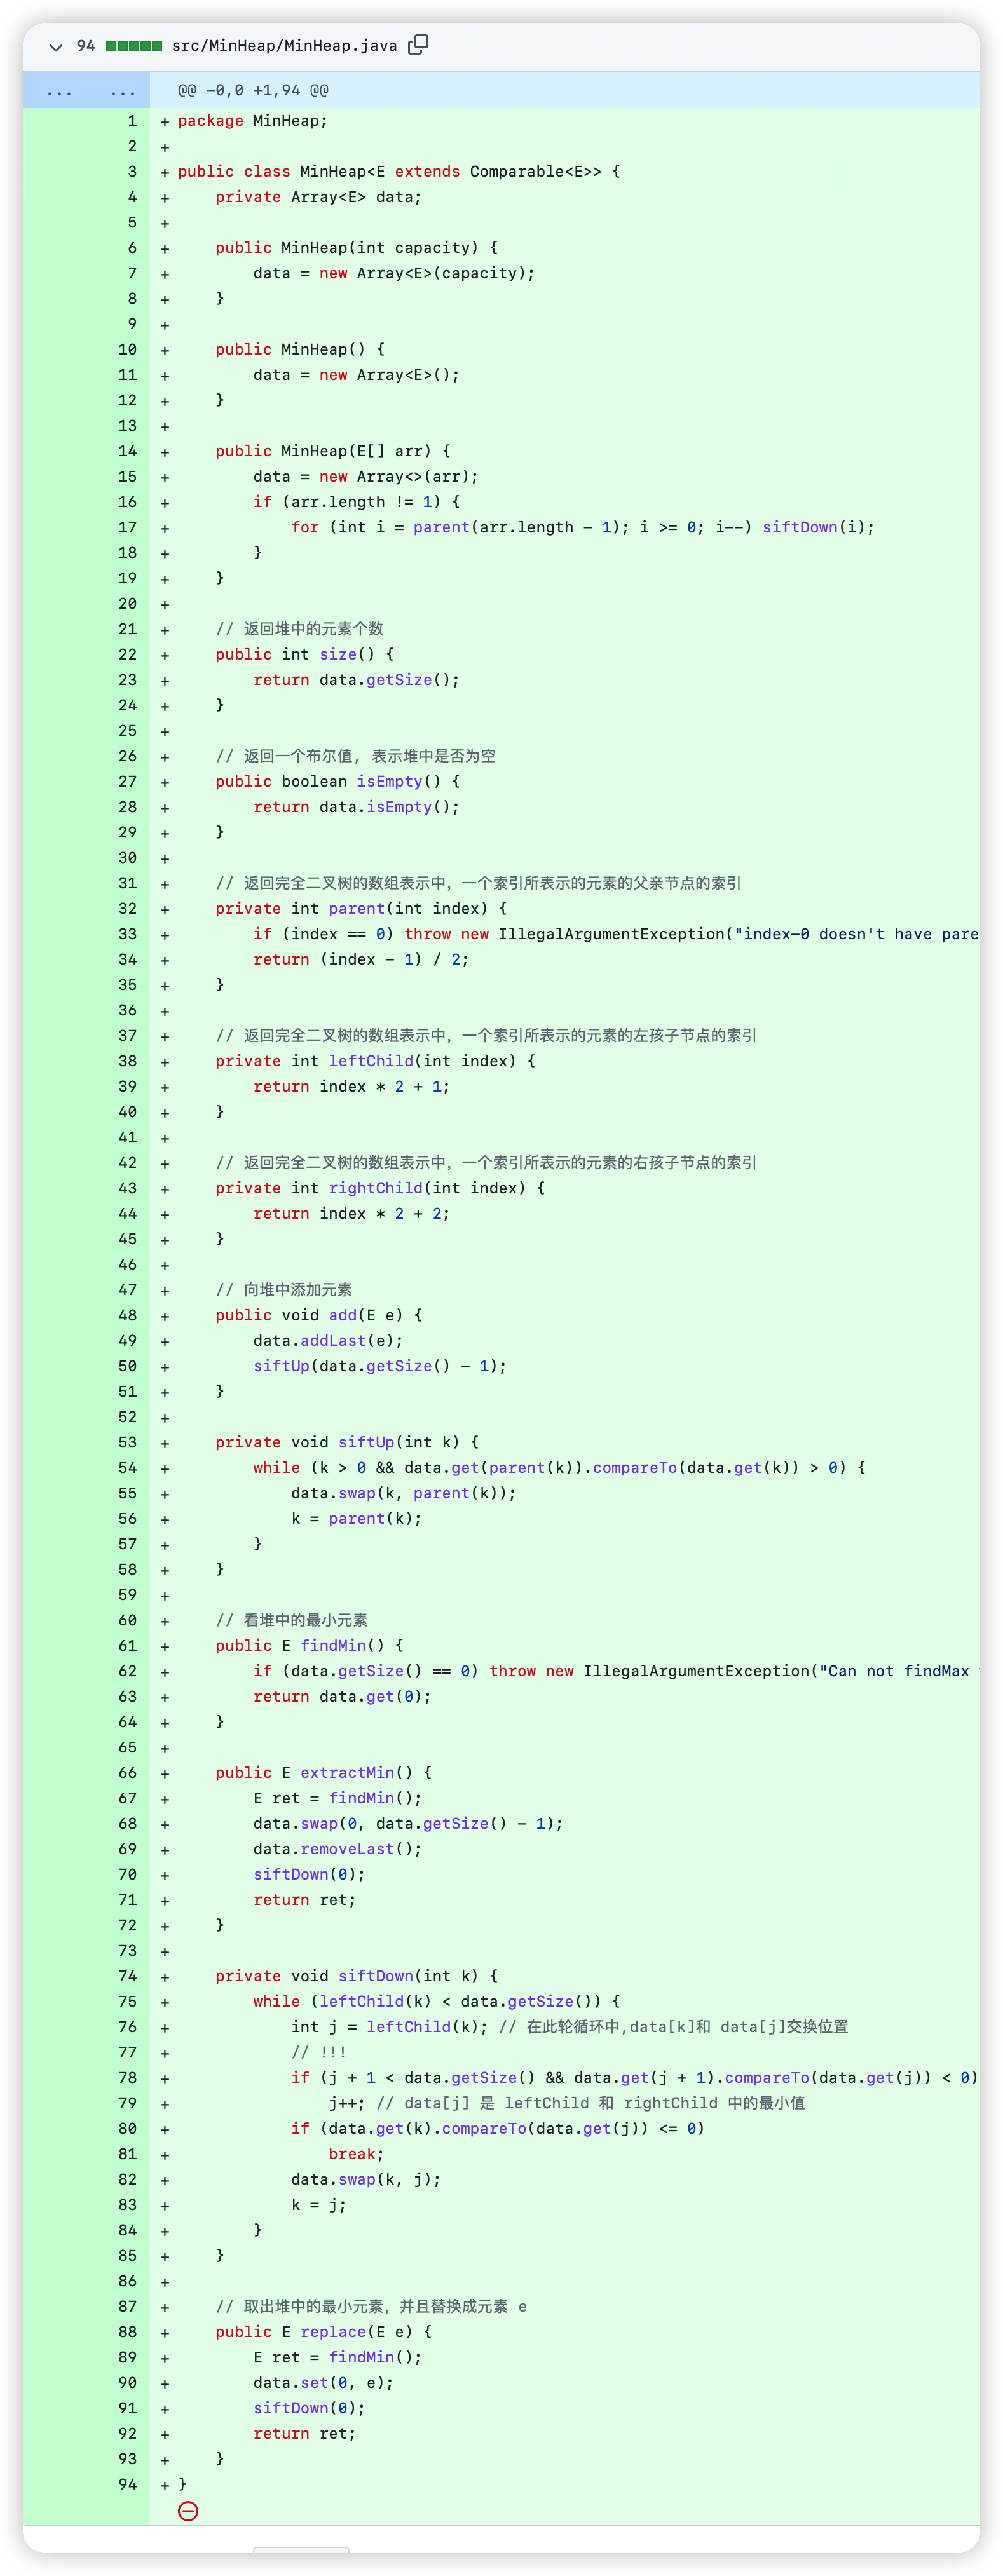 94 src/MinHeap/MinHeap.java
... ... @@ -0,0 +1,94 @@
1 + package MinHeap;
2 +
3 + public class MinHeap<E extends Comparable<E>> {
4 +     private Array<E> data;
5 +
6 +     public MinHeap(int capacity) {
7 +         data = new Array<E>(capacity);
8 +     }
9 +
10 +     public MinHeap() {
11 +         data = new Array<E>();
12 +     }
13 +
14 +     public MinHeap(E[] arr) {
15 +         data = new Array<>(arr);
16 +         if (arr.length != 1) {
17 +             for (int i = parent(arr.length - 1); i >= 0; i--) siftDown(i);
18 +         }
19 +     }
20 +
21 +     // 返回堆中的元素个数
22 +     public int size() {
23 +         return data.getSize();
24 +     }
25 +
26 +     // 返回一个布尔值, 表示堆中是否为空
27 +     public boolean isEmpty() {
28 +         return data.isEmpty();
29 +     }
30 +
31 +     // 返回完全二叉树的数组表示中，一个索引所表示的元素的父亲节点的索引
32 +     private int parent(int index) {
33 +         if (index == 0) throw new IllegalArgumentException("index-0 doesn't have pare
34 +         return (index - 1) / 2;
35 +     }
36 +
37 +     // 返回完全二叉树的数组表示中，一个索引所表示的元素的左孩子节点的索引
38 +     private int leftChild(int index) {
39 +         return index * 2 + 1;
40 +     }
41 +
42 +     // 返回完全二叉树的数组表示中，一个索引所表示的元素的右孩子节点的索引
43 +     private int rightChild(int index) {
44 +         return index * 2 + 2;
45 +     }
46 +
47 +     // 向堆中添加元素
48 +     public void add(E e) {
49 +         data.addLast(e);
50 +         siftUp(data.getSize() - 1);
51 +     }
52 +
53 +     private void siftUp(int k) {
54 +         while (k > 0 && data.get(parent(k)).compareTo(data.get(k)) > 0) {
55 +             data.swap(k, parent(k));
56 +             k = parent(k);
57 +         }
58 +     }
59 +
60 +     // 看堆中的最小元素
61 +     public E findMin() {
62 +         if (data.getSize() == 0) throw new IllegalArgumentException("Can not findMax
63 +         return data.get(0);
64 +     }
65 +
66 +     public E extractMin() {
67 +         E ret = findMin();
68 +         data.swap(0, data.getSize() - 1);
69 +         data.removeLast();
70 +         siftDown(0);
71 +         return ret;
72 +     }
73 +
74 +     private void siftDown(int k) {
75 +         while (leftChild(k) < data.getSize()) {
76 +             int j = leftChild(k); // 在此轮循环中,data[k]和 data[j]交换位置
77 +             // !!!
78 +             if (j + 1 < data.getSize() && data.get(j + 1).compareTo(data.get(j)) < 0)
79 +                 j++; // data[j] 是 leftChild 和 rightChild 中的最小值
80 +             if (data.get(k).compareTo(data.get(j)) <= 0)
81 +                 break;
82 +             data.swap(k, j);
83 +             k = j;
84 +         }
85 +     }
86 +
87 +     // 取出堆中的最小元素，并且替换成元素 e
88 +     public E replace(E e) {
89 +         E ret = findMin();
90 +         data.set(0, e);
91 +         siftDown(0);
92 +         return ret;
93 +     }
94 + }